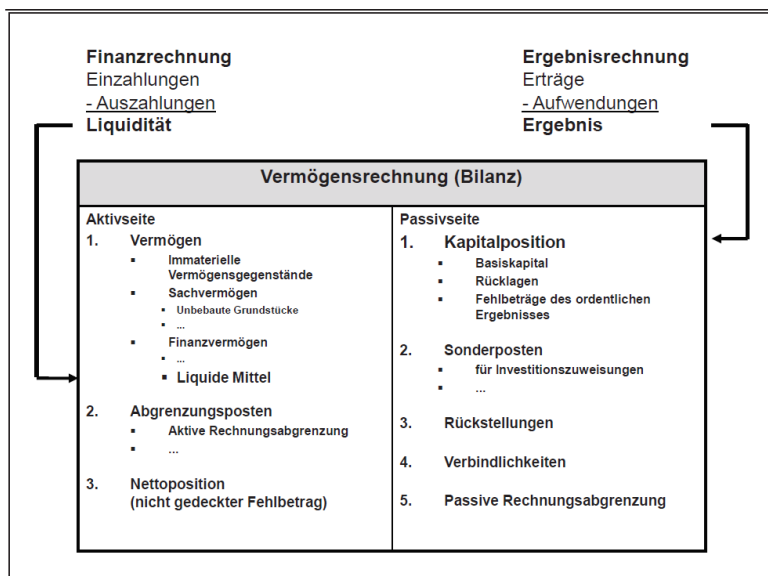 Finanzrechnung
Einzahlungen
- Auszahlungen
Liquidität
Ergebnisrechnung
Erträge
- Aufwendungen
Ergebnis
Vermögensrechnung (Bilanz)
Aktivseite
1. Vermögen
▪ Immaterielle
Vermögensgegenstände
▪ Sachvermögen
▪ Unbebaute Grundstücke
▪ ...
▪ Finanzvermögen
▪ ...
▪ Liquide Mittel
2. Abgrenzungsposten
▪ Aktive Rechnungsabgrenzung
▪ ...
3. Nettoposition
(nicht gedeckter Fehlbetrag)
Passivseite
1. Kapitalposition
▪ Basiskapital
▪ Rücklagen
▪ Fehlbeträge des ordentlichen
Ergebnisses
2. Sonderposten
▪ für Investitionszuweisungen
▪ ...
3. Rückstellungen
4. Verbindlichkeiten
5. Passive Rechnungsabgrenzung